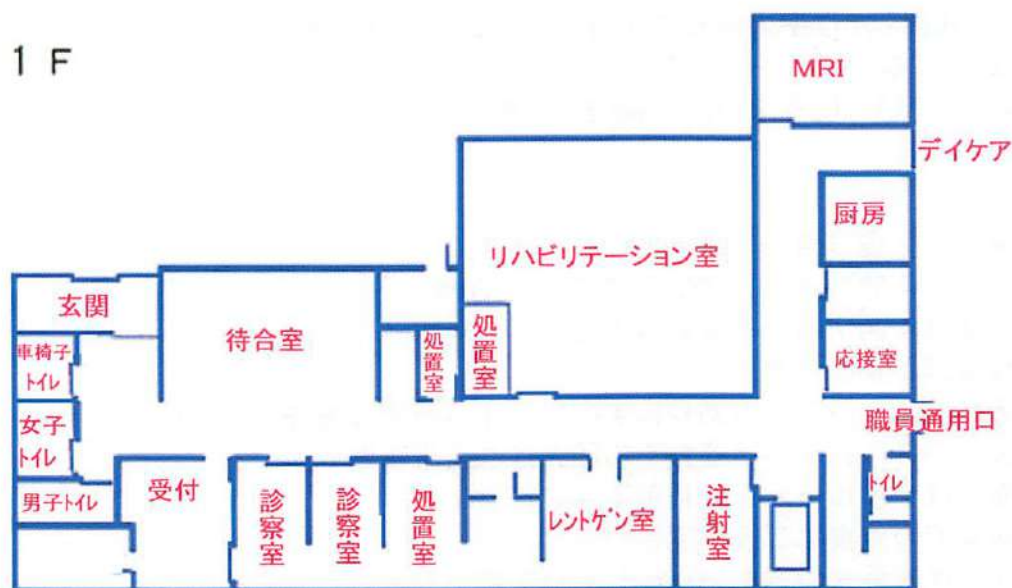 1 F
MRI
デイケア
厨房
リハビリテーション室
玄関
待合室
処置室
処置室
車椅子
トイレ
応接室
女子
トイレ
職員通用口
男子トイレ
受付
診察室
診察室
処置室
レントゲン室
注射室
トイレ